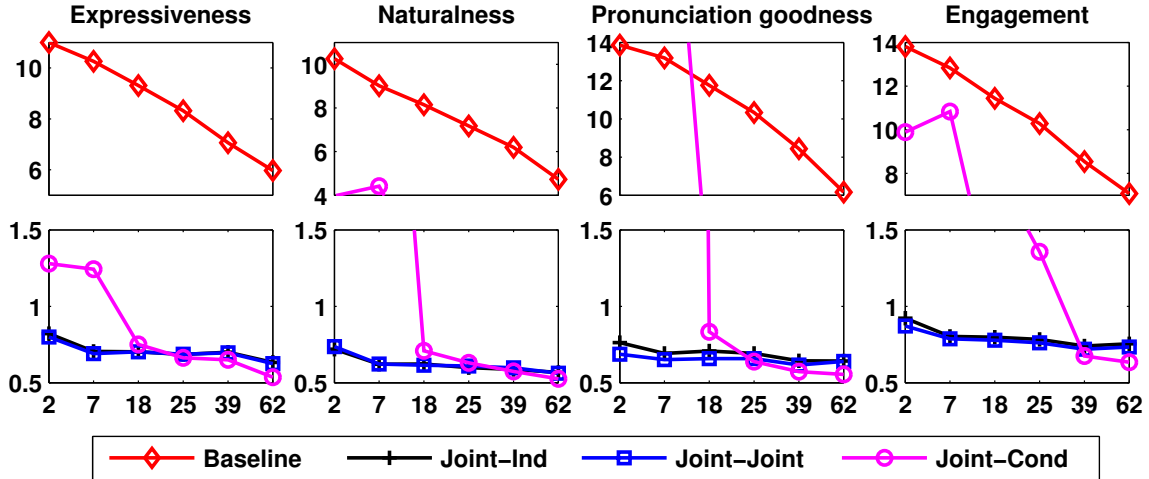 Expressiveness Naturalness Pronunciation goodness Engagement
10 10 14 14
8 8 12 12
6 6 10 10
4 8 8
6
1.5 1.5 1.5 1.5
1 1 1 1
0.5 0.5 0.5 0.5
2 7 18 25 39 62 2 7 18 25 39 62 2 7 18 25 39 62 2 7 18 25 39 62
Baseline Joint−Ind Joint−Joint Joint−Cond